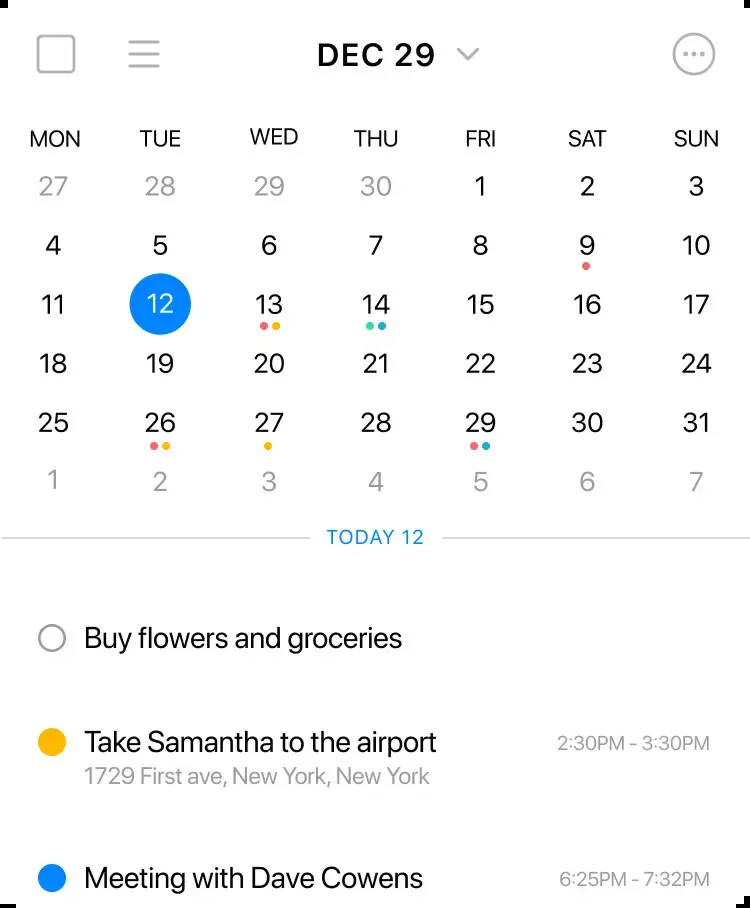 DEC 29
MON TUE WED THU FRI SAT SUN
27 28 29 30 1 2 3
4 5 6 7 8 9 10
11 12 13 14 15 16 17
18 19 20 21 22 23 24
25 26 27 28 29 30 31
1 2 3 4 5 6 7
TODAY 12
Buy flowers and groceries
Take Samantha to the airport 2:30PM - 3:30PM
1729 First ave, New York, New York
Meeting with Dave Cowens 6:25PM - 7:32PM